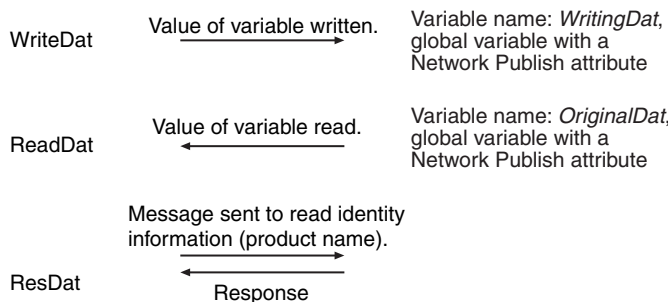 WriteDat
Value of variable written.
Variable name: WritingDat,
global variable with a
Network Publish attribute
ReadDat
Value of variable read.
Variable name: OriginalDat,
global variable with a
Network Publish attribute
Message sent to read identity
information (product name).
ResDat
Response